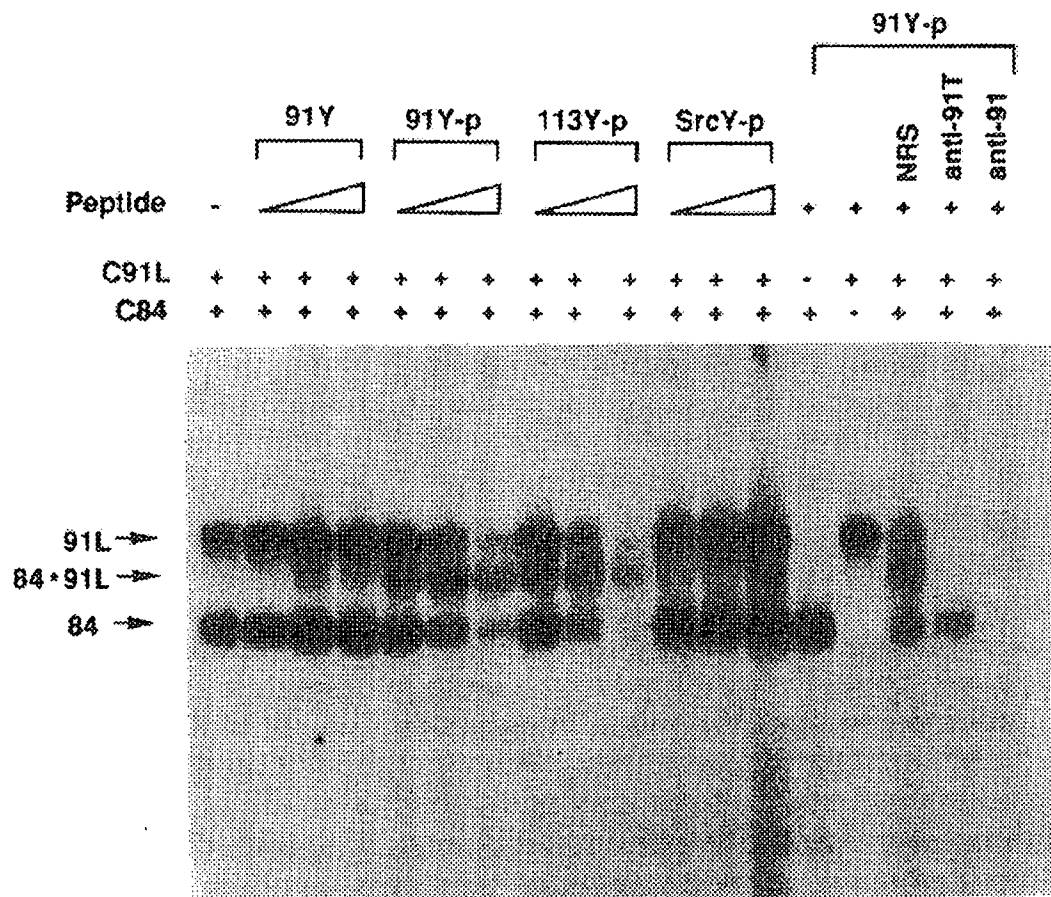 91Y-p
91Y 91Y-p 113Y-p SrcY-p NRS anti-91T anti-91
Peptide - + + + + +
C91L + + + + + + + + + + + + + - + + + +
C84 + + + + + + + + + + + + + + - + + +
91L
84*91L
84